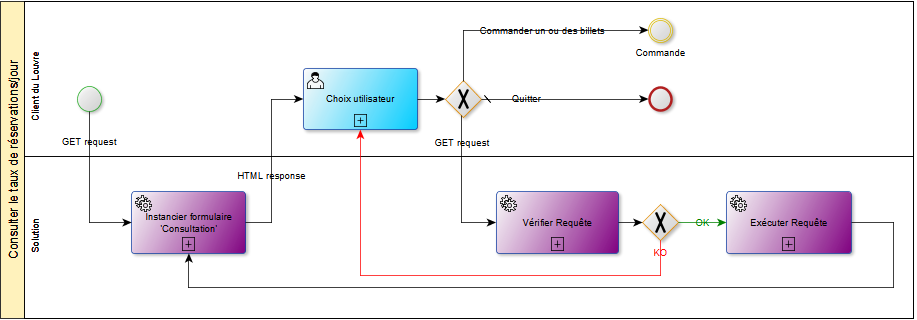 Consulter le taux de réservations/jour
Client du Louvre
Commander un ou des billets
Commande
Choix utilisateur
Quitter
GET request
GET request
HTML response
Solution
Instancier formulaire
'Consultation'
Vérifier Requête
OK
KO
Exécuter Requête